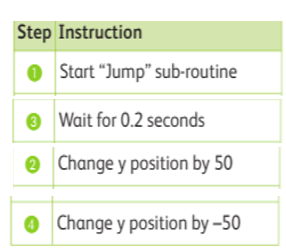 Step Instruction
1 Start “Jump” sub-routine
3 Wait for 0.2 seconds
2 Change y position by 50
4 Change y position by –50